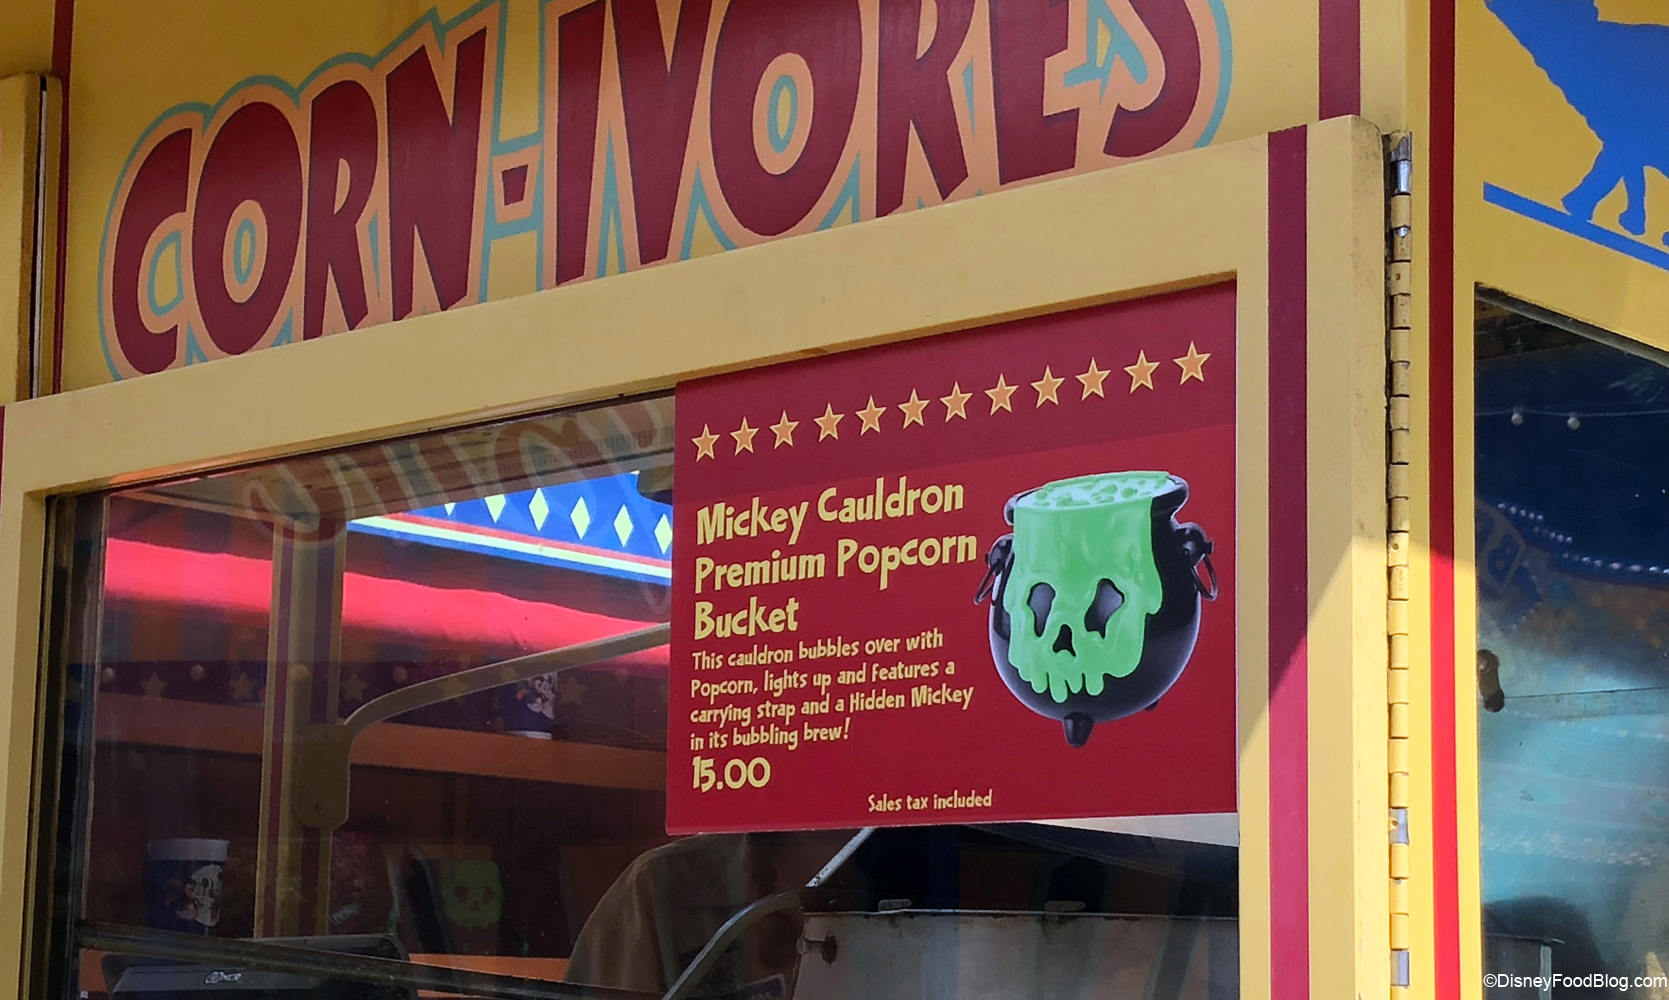 CORN-IVORES
Mickey Cauldron
Premium Popcorn
Bucket
This cauldron bubbles over with
Popcorn, lights up and features a
carrying strap and a Hidden Mickey
in its bubbling brew!
15.00
Sales tax included
NCR
©DisneyFoodBlog.com